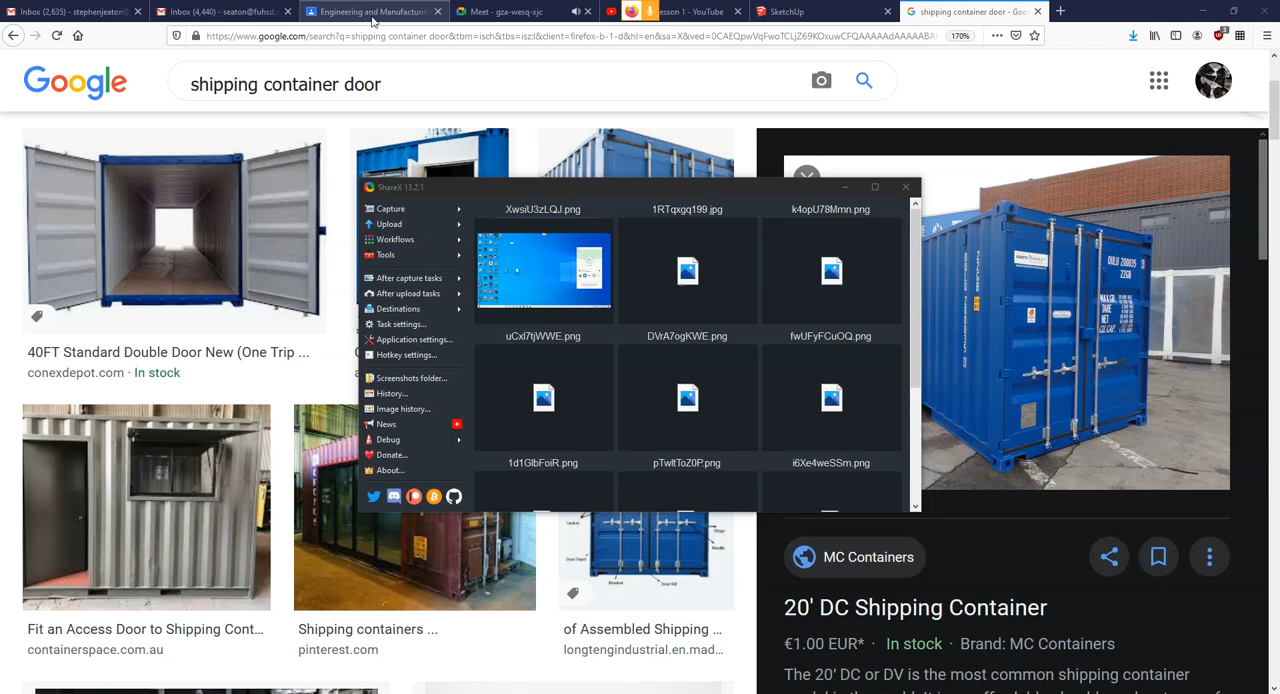 Inbox (2,635) - stephenjeaton@
Inbox (4,440) - seaton@fuhsd.
Engineering and Manufacturin
Meet - gza-wesq-xjc
esson 1 - YouTube
SketchUp
shipping container door - Goo
https://www.google.com/search?q=shipping container door&tbm=isch&tbs=iszl&client=firefox-b-1-d&hl=en&sa=X&ved=0CAEQpwVqFwoTCLjZ69KOxuwCFQAAAAAdAAAAABA
170%
Google
shipping container door
ShareX 13.2.1
Capture
Upload
Workflows
Tools
After capture tasks
After upload tasks
Destinations
Task settings...
Application settings...
Hotkey settings...
Screenshots folder...
History...
Image history...
News
Debug
Donate...
About...
XwsiU3zLQJ.png
1RTqxgq199.jpg
k4opU78Mmn.png
uCxl7tjWWE.png
DVrA7ogKWE.png
fwUFyFCuOQ.png
1d1GlbFoiR.png
pTwltToZ0P.png
i6Xe4weSSm.png
40FT Standard Double Door New (One Trip ...
conexdepot.com · In stock
Fit an Access Door to Shipping Cont...
containerspace.com.au
Shipping containers ...
pinterest.com
of Assembled Shipping ...
longtengindustrial.en.mad...
OULU 200035
22G8
MC Containers
20' DC Shipping Container
€1.00 EUR* · In stock · Brand: MC Containers
The 20' DC or DV is the most common shipping